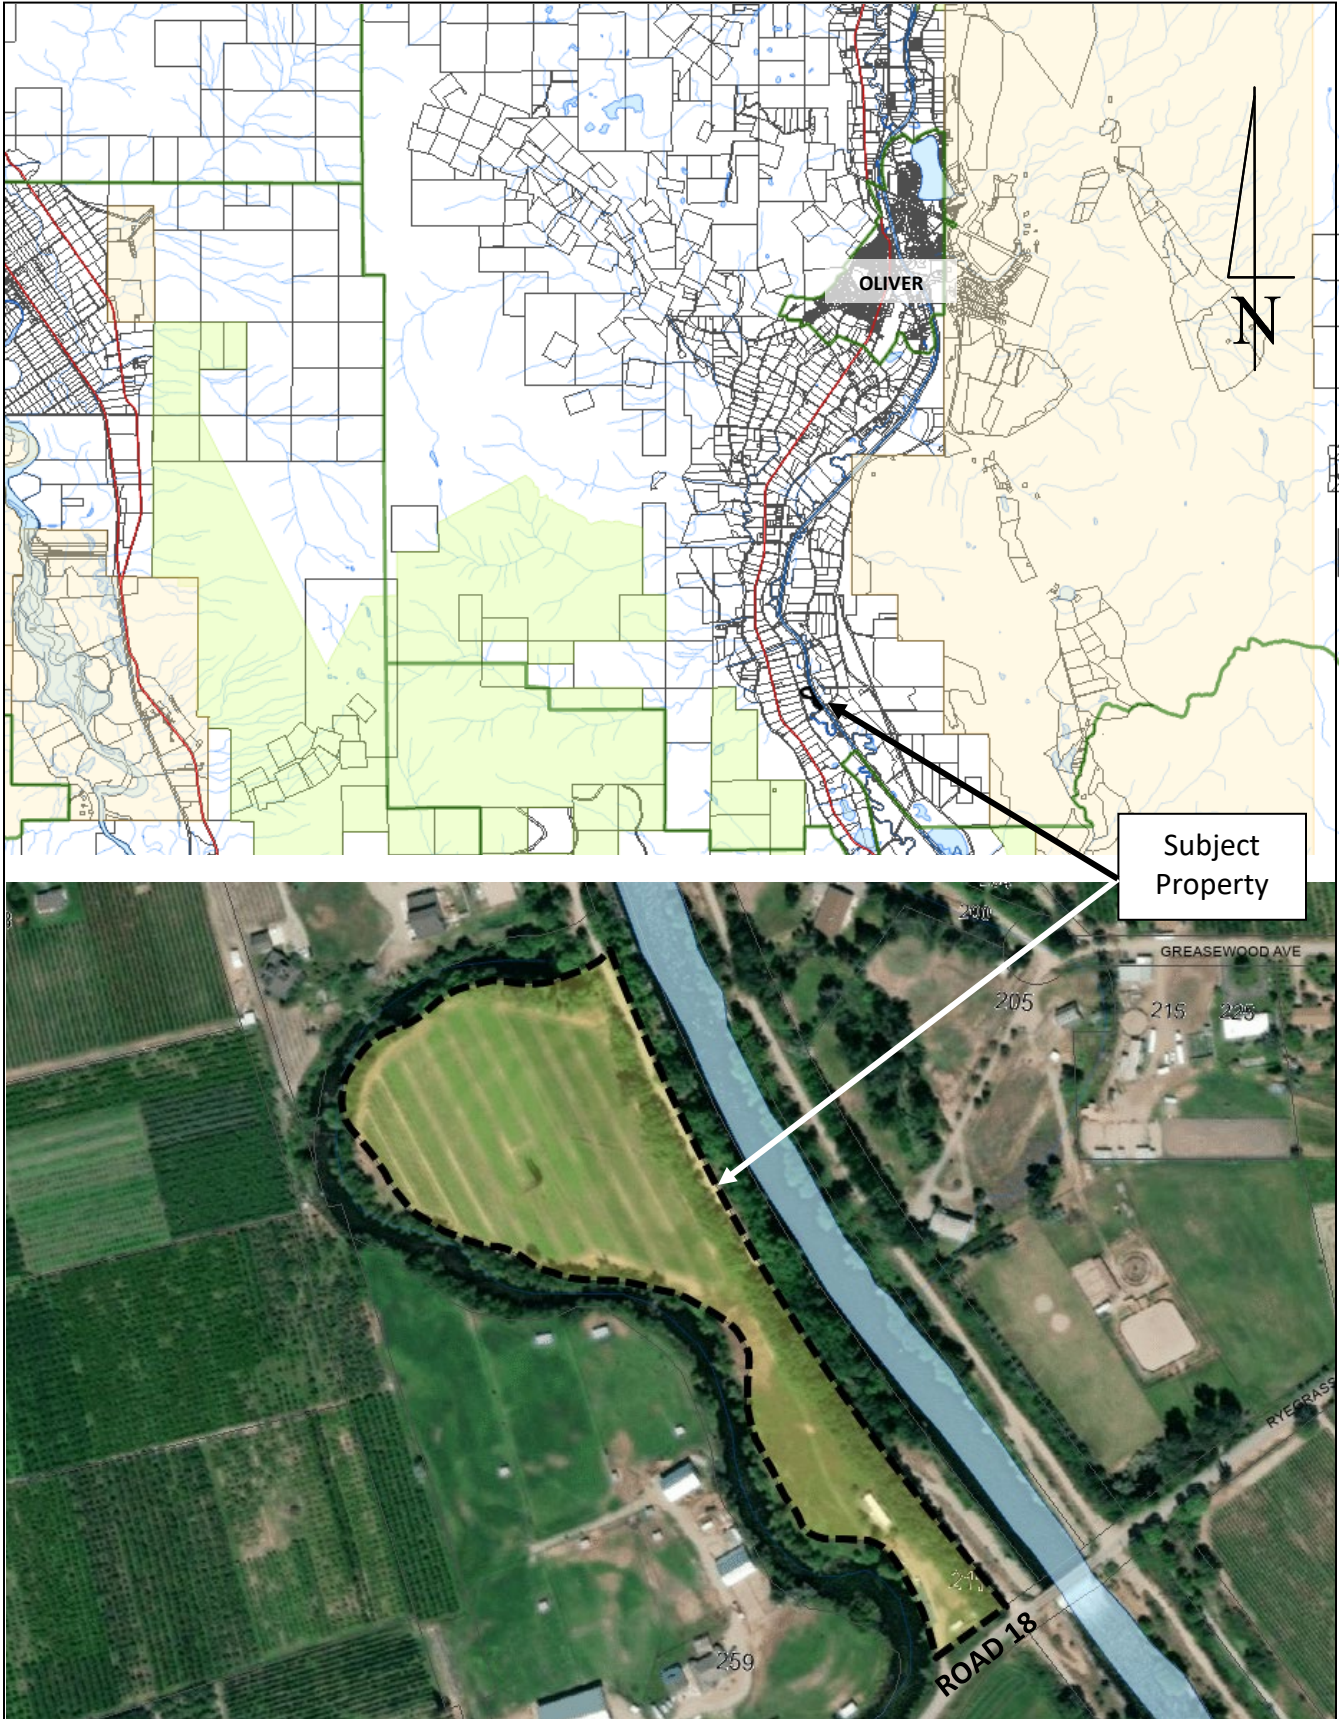 OLIVER
N
Subject
Property
GREASEWOOD AVE
205
215
225
RYEGRASS
259
ROAD 18